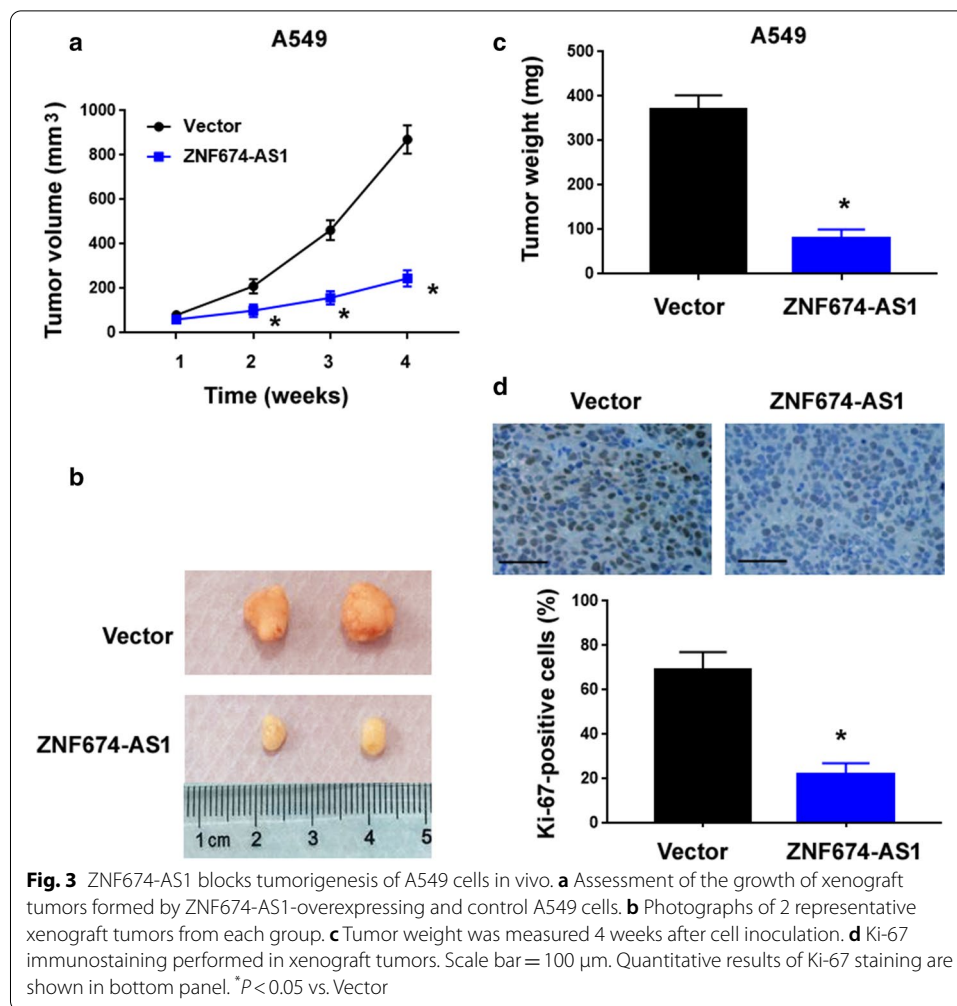 a
A549
1000
800
600
400
200
0
Tumor volume (mm³)
Vector
ZNF674-AS1
*
*
*
1 2 3 4
Time (weeks)
b
Vector
ZNF674-AS1
1 cm 2 3 4 5
c
A549
500
400
300
200
100
0
Tumor weight (mg)
*
Vector ZNF674-AS1
d
Vector ZNF674-AS1
100
80
60
40
20
0
Ki-67-positive cells (%)
*
Vector ZNF674-AS1
Fig. 3 ZNF674-AS1 blocks tumorigenesis of A549 cells in vivo. a Assessment of the growth of xenograft
tumors formed by ZNF674-AS1-overexpressing and control A549 cells. b Photographs of 2 representative
xenograft tumors from each group. c Tumor weight was measured 4 weeks after cell inoculation. d Ki-67
immunostaining performed in xenograft tumors. Scale bar = 100 μm. Quantitative results of Ki-67 staining are
shown in bottom panel. *P < 0.05 vs. Vector